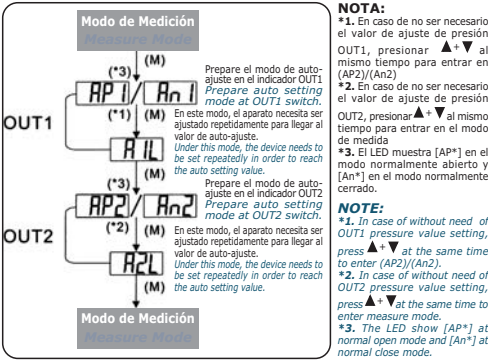 Modo de Medición
Measure Mode
(M)
(*3)
AP1/ An1
Prepare el modo de auto-
ajuste en el indicador OUT1
Prepare auto setting
mode at OUT1 switch.
OUT1
(*1) (M)
En este modo, el aparato necesita ser
ajustado repetidamente para llegar al
valor de auto-ajuste.
A1L
Under this mode, the device needs to
be set repeatedly in order to reach
the auto setting value.
(M)
(*3)
AP2/ An2
Prepare el modo de auto-
ajuste en el indicador OUT2
Prepare auto setting
mode at OUT2 switch.
OUT2
(*2) (M)
En este modo, el aparato necesita ser
ajustado repetidamente para llegar al
valor de auto-ajuste.
A2L
Under this mode, the device needs to
be set repeatedly in order to reach
the auto setting value.
(M)
Modo de Medición
Measure Mode
NOTA:
*1. En caso de no ser necesario
el valor de ajuste de presión
OUT1, presionar ▲+▼ al
mismo tiempo para entrar en
(AP2)/(An2)
*2. En caso de no ser necesario
el valor de ajuste de presión
OUT2, presionar ▲+▼ al mismo
tiempo para entrar en el modo
de medida
*3. El LED muestra [AP*] en el
modo normalmente abierto y
[An*] en el modo normalmente
cerrado.
NOTE:
*1. In case of without need of
OUT1 pressure value setting,
press ▲+▼ at the same time
to enter (AP2)/(An2).
*2. In case of without need of
OUT2 pressure value setting,
press ▲+▼ at the same time to
enter measure mode.
*3. The LED show [AP*] at
normal open mode and [An*] at
normal close mode.